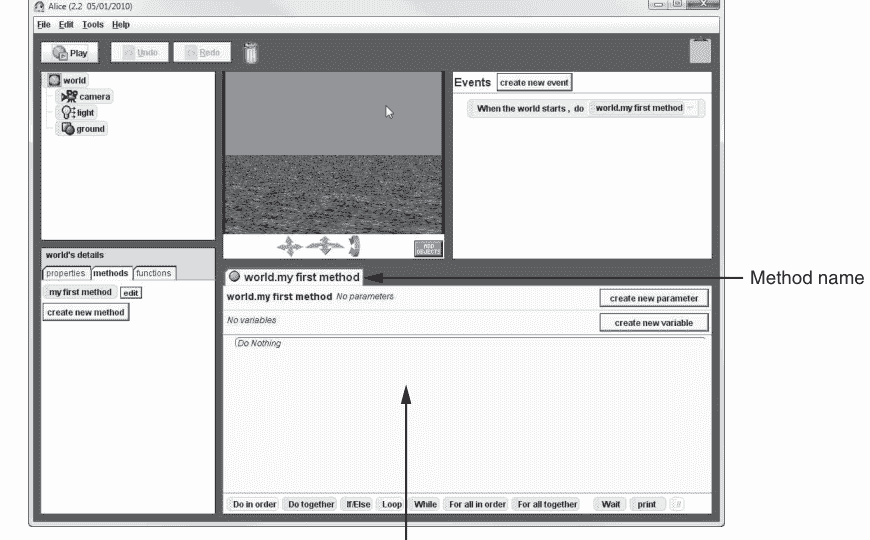 Alice (2.2 05/01/2010)
File Edit Tools Help
Play Undo Redo
world
camera
light
ground
ADD
OBJECTS
Events create new event
When the world starts , do world.my first method
world's details
properties methods functions
my first method edit
create new method
world.my first method
Method name
world.my first method No parameters create new parameter
No variables create new variable
(Do Nothing
Do in order Do together If/Else Loop While For all in order For all together Wait print //